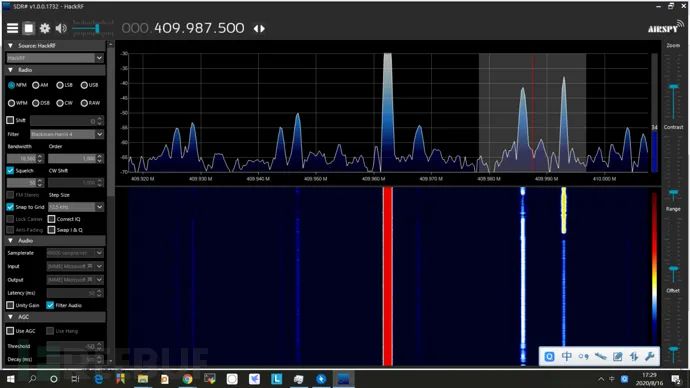 SDR# v1.0.0.1732 - HackRF
000.409.987.500
AIRSPY
Source: HackRF
HackRF
Radio
NFM AM LSB USB
WFM DSB CW RAW
Shift 0
Filter Blackman-Harris 4
Bandwidth Order
Squelch CW Shift
50 1,000
FM Stereo Step Size
Snap to Grid 12.5 kHz
Lock Carrier Correct IQ
Anti-Fading Swap I & Q
Audio
Samplerate
Input [MME] Microsoft
Output [MME] Microsoft
Latency (ms) 50
Unity Gain Filter Audio
AGC
Use AGC Use Hang
Threshold -50
Decay (ms)
-30
-35
-40
-45
-50
-55
-60
-65
-70
409.920 M 409.930 M 409.940 M 409.950 M 409.960 M 409.970 M 409.980 M 409.990 M 410.000 M
34
Zoom
Contrast
Range
Offset
中
REEBUF
中
17:29
2020/8/16